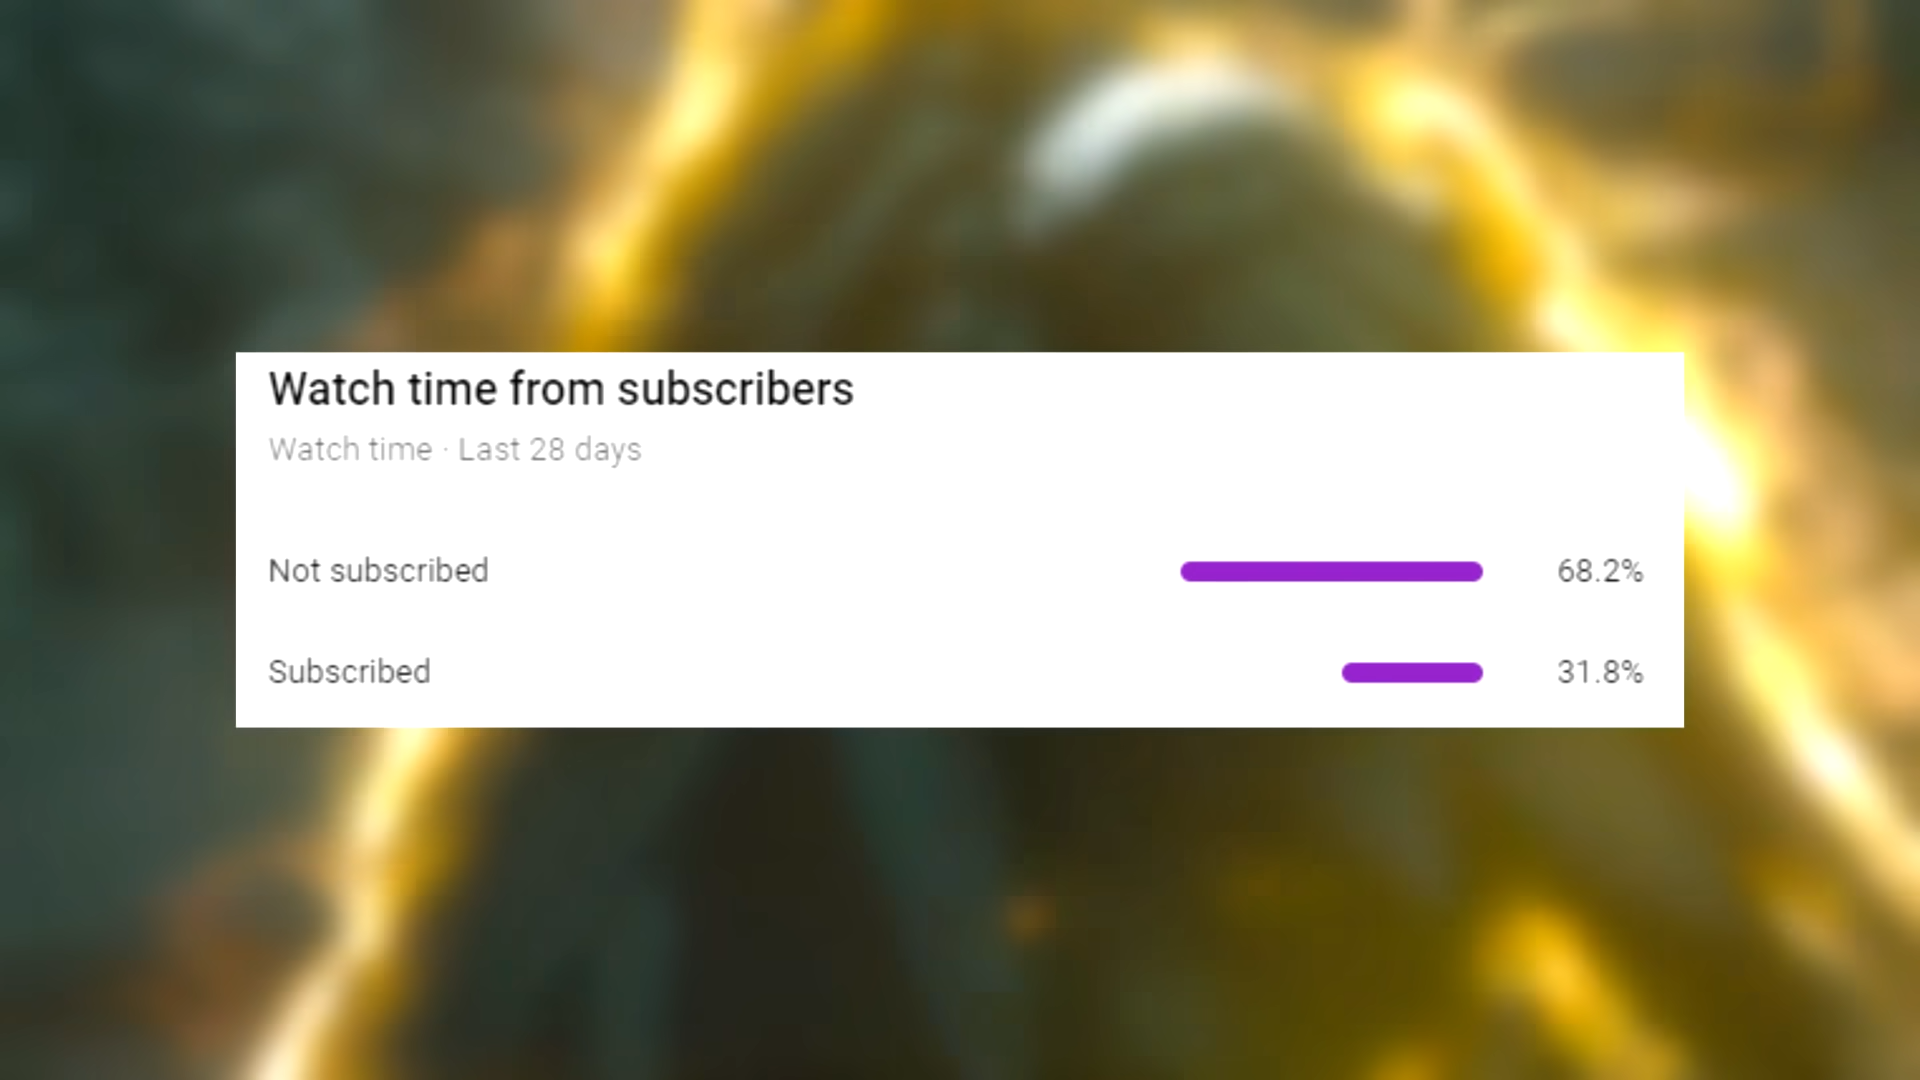 Watch time from subscribers
Watch time · Last 28 days
Not subscribed 68.2%
Subscribed 31.8%